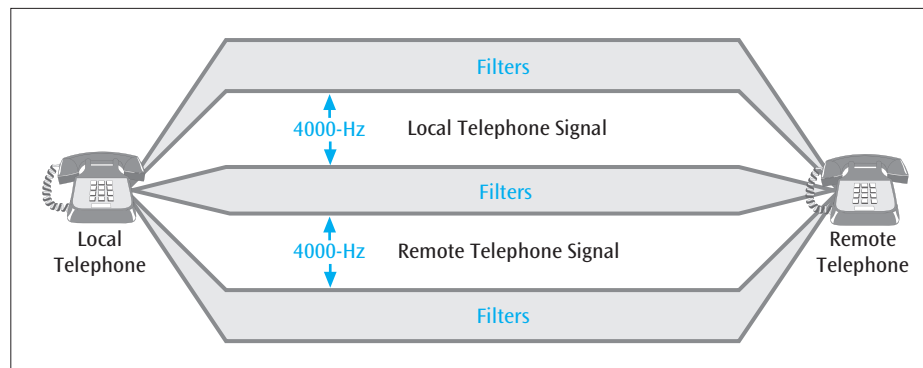 Filters
4000-Hz
Local Telephone Signal
Filters
Local
Telephone
4000-Hz
Remote Telephone Signal
Remote
Telephone
Filters